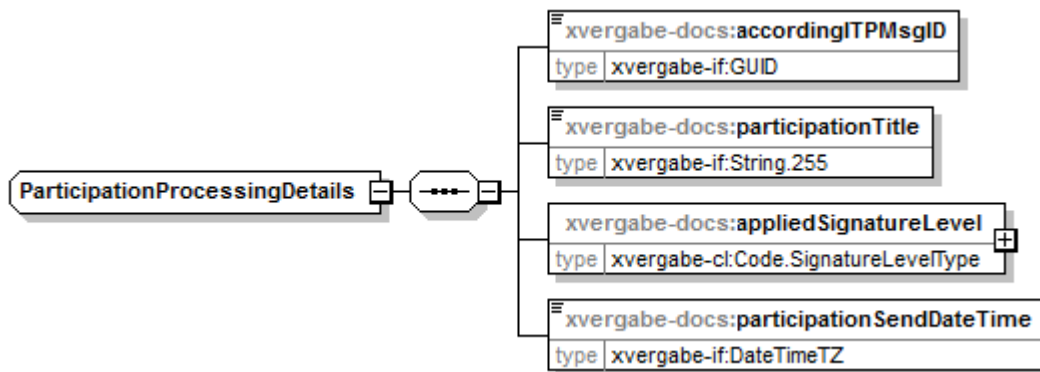 xvergabe-docs:accordingITPMsgID
type xvergabe-if:GUID
xvergabe-docs:participationTitle
type xvergabe-if:String.255
ParticipationProcessingDetails
xvergabe-docs:appliedSignatureLevel
type xvergabe-cl:Code.SignatureLevelType
xvergabe-docs:participationSendDateTime
type xvergabe-if:DateTimeTZ